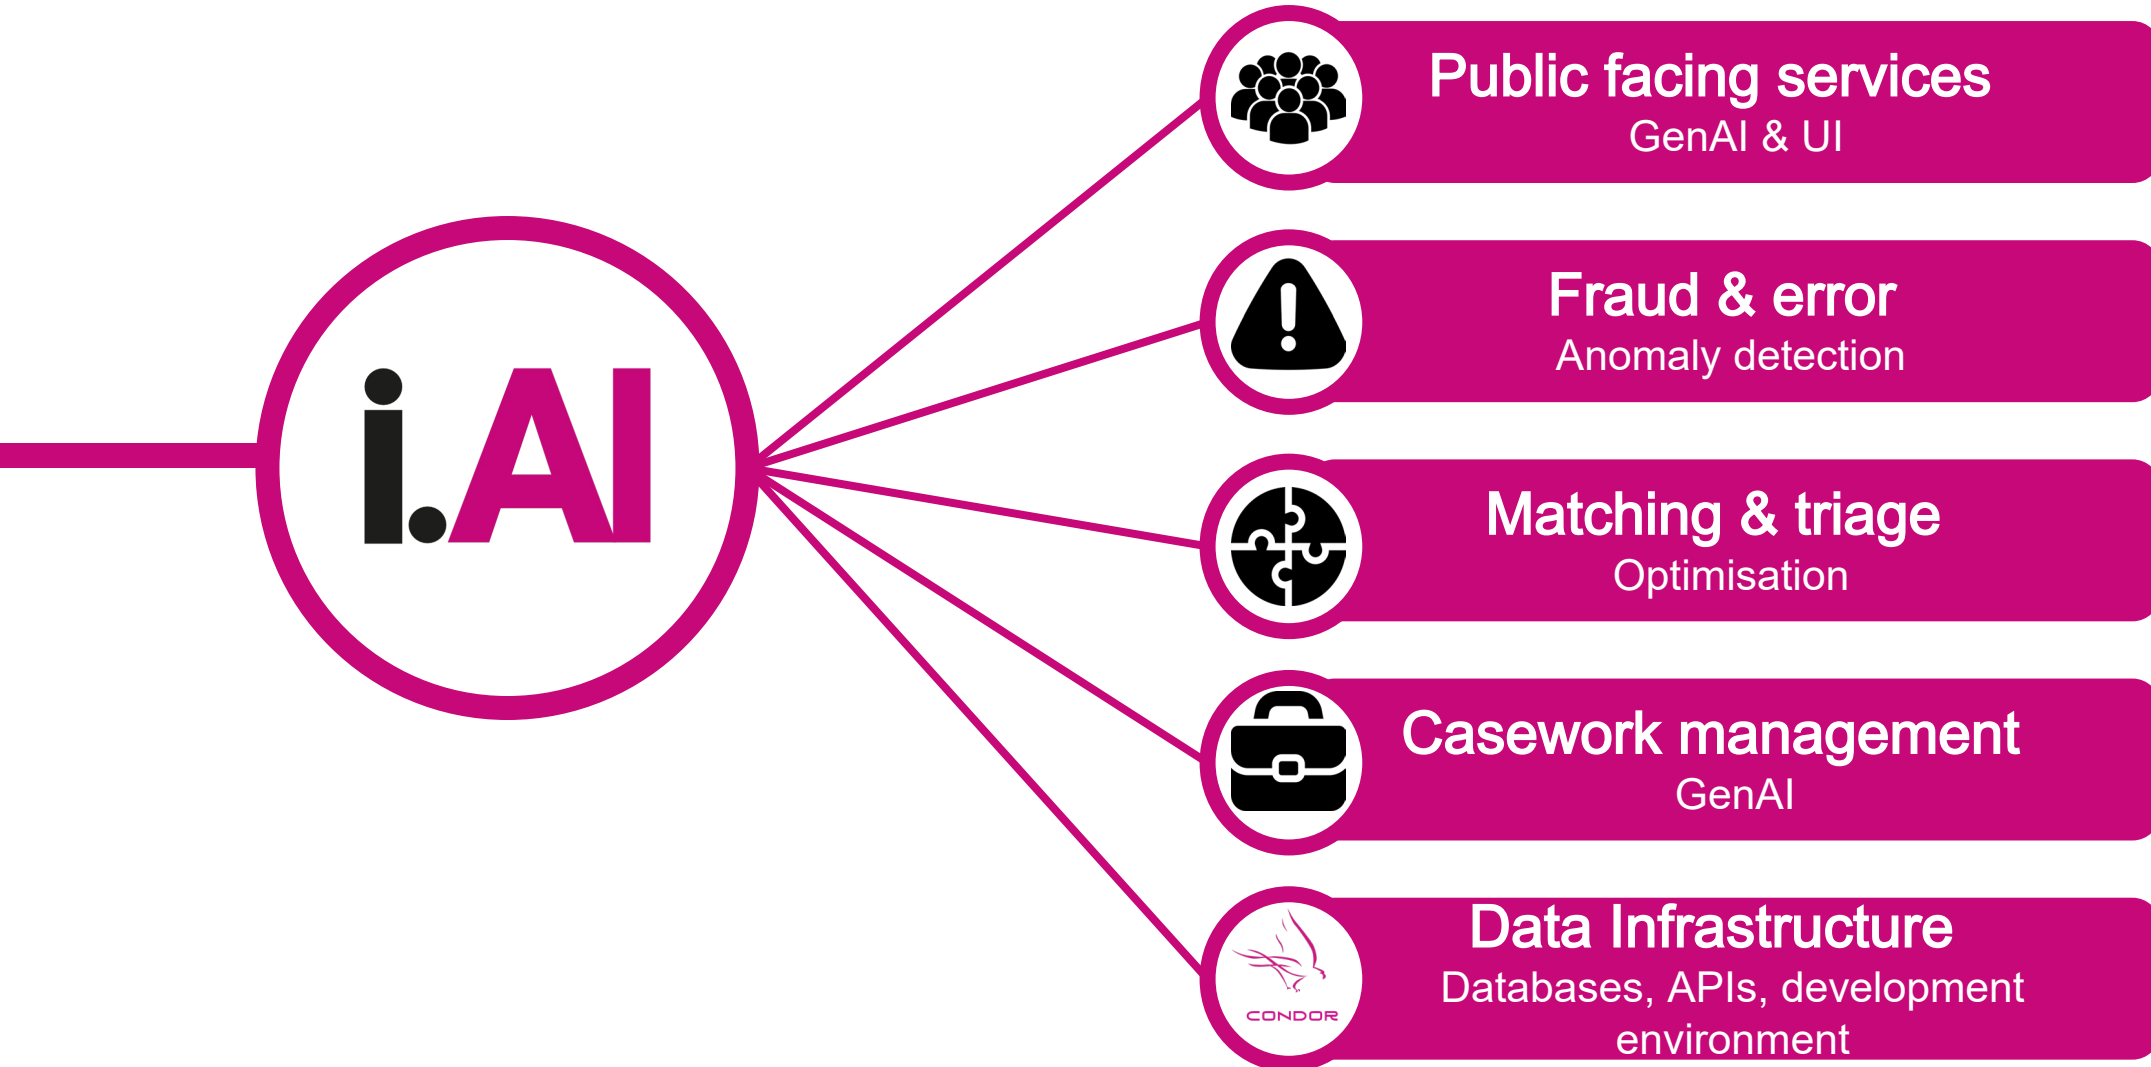 i.AI
Public facing services
GenAI & UI
Fraud & error
Anomaly detection
Matching & triage
Optimisation
Casework management
GenAI
Data Infrastructure
Databases, APIs, development
environment
CONDOR